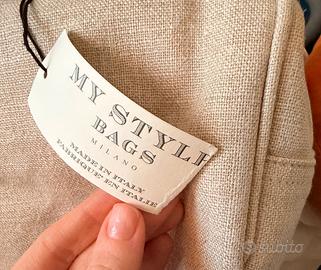 MY STYLE
BAGS
MILANO
MADE IN ITALY
FABRIQUE EN ITALIE
subito